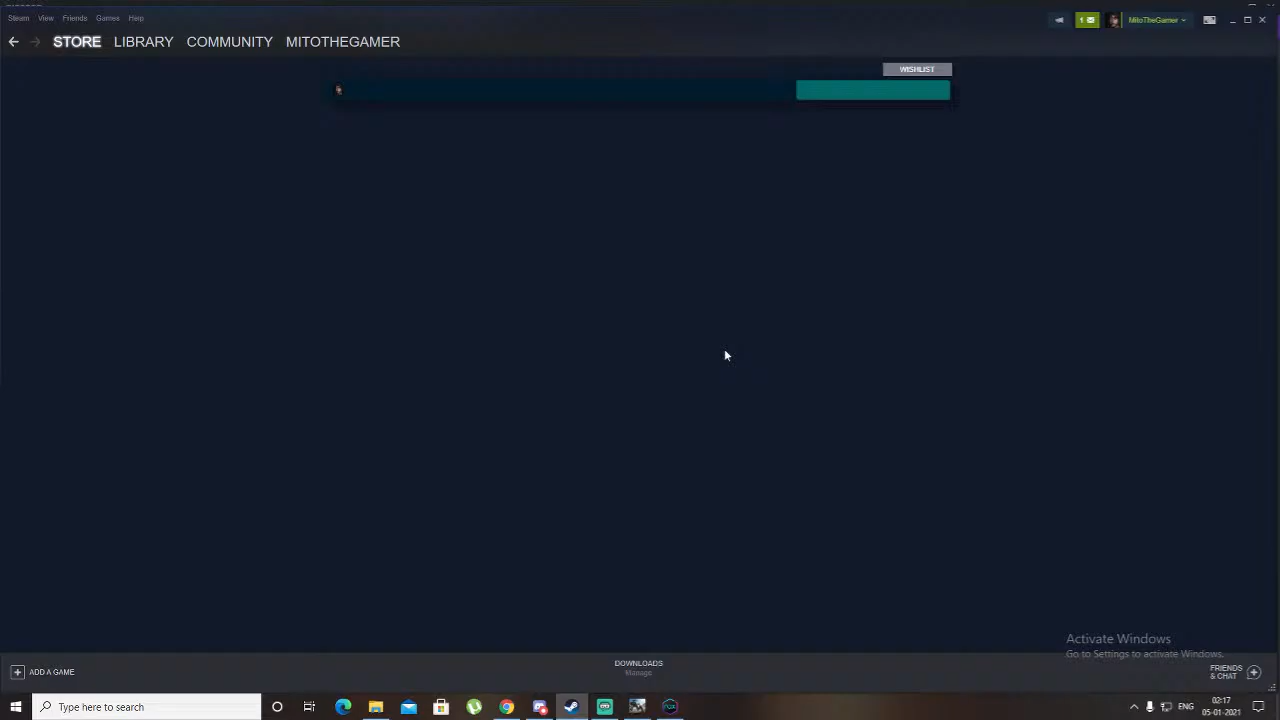 Steam View Friends Games Help
1 MitoTheGamer
STORE LIBRARY COMMUNITY MITOTHEGAMER
WISHLIST
Activate Windows
Go to Settings to activate Windows.
ADD A GAME
DOWNLOADS
Manage
FRIENDS
& CHAT
Type here to search
ENG
02:17
05-01-2021